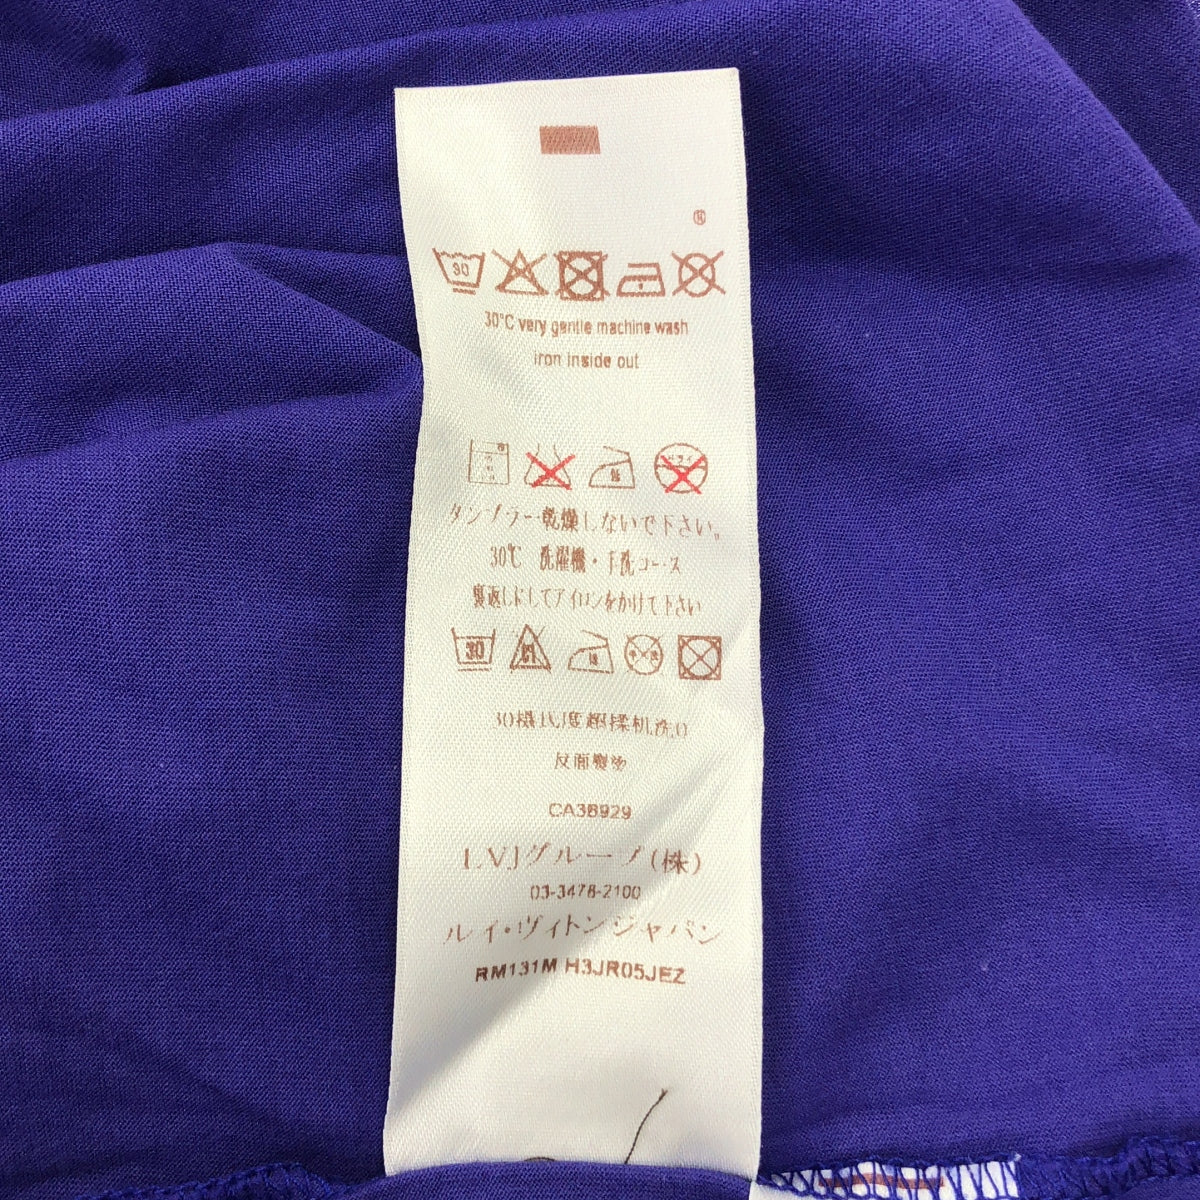 30
30°C very gentle machine wash
iron inside out
タンブラー乾燥しないで下さい。
30℃ 洗濯機・手洗コース
裏返しにしてアイロンをかけて下さい
30
反面熨烫
CA36929
LVJグループ(株)
03-3478-2100
ルイ・ヴィトンジャパン
RM131M H3JR05JEZ